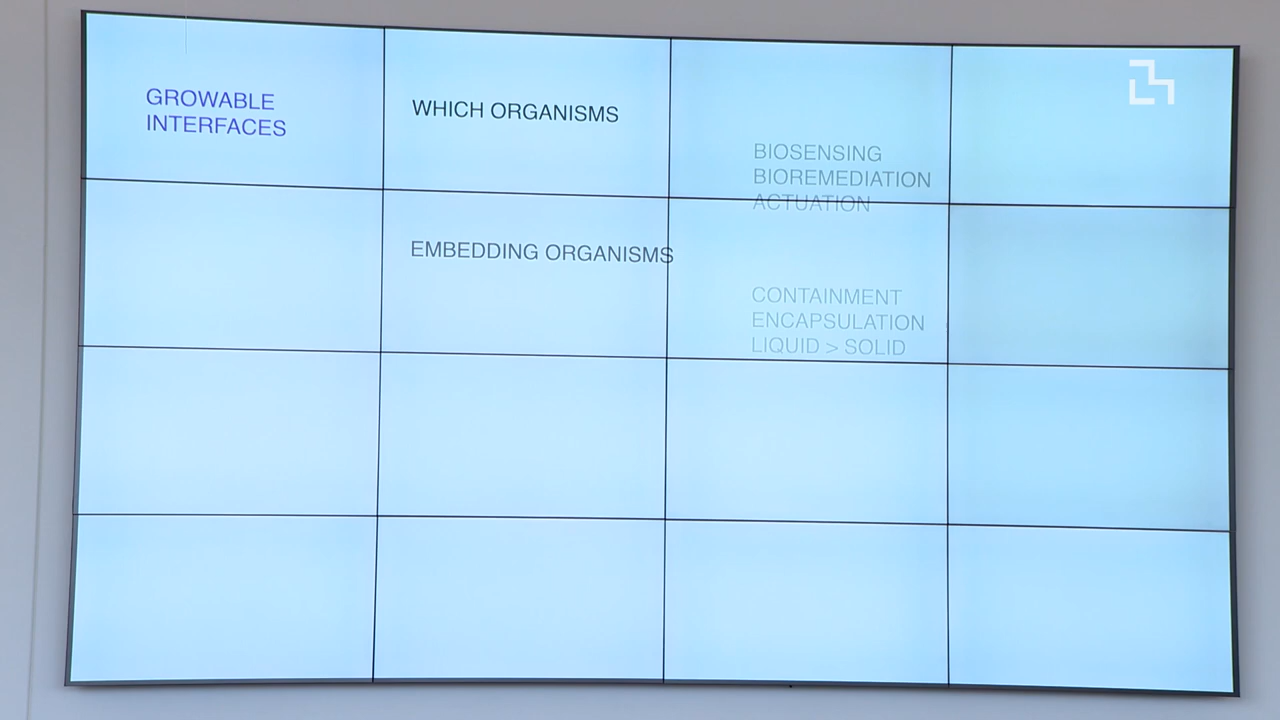 GROWABLE
INTERFACES
WHICH ORGANISMS
BIOSENSING
BIOREMEDIATION
ACTUATION
EMBEDDING ORGANISMS
CONTAINMENT
ENCAPSULATION
LIQUID > SOLID